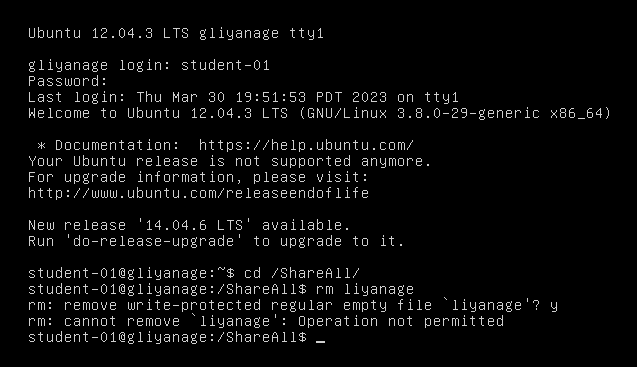 Ubuntu 12.04.3 LTS gliyanage tty1
gliyanage login: student-01
Password:
Last login: Thu Mar 30 19:51:53 PDT 2023 on tty1
Welcome to Ubuntu 12.04.3 LTS (GNU/Linux 3.8.0-29-generic x86_64)
* Documentation:  https://help.ubuntu.com/
Your Ubuntu release is not supported anymore.
For upgrade information, please visit:
http://www.ubuntu.com/releaseendoflife
New release '14.04.6 LTS' available.
Run 'do-release-upgrade' to upgrade to it.
student-01@gliyanage:~$ cd /ShareAll/
student-01@gliyanage:/ShareAll$ rm liyanage
rm: remove write-protected regular empty file `liyanage'? y
rm: cannot remove `liyanage': Operation not permitted
student-01@gliyanage:/ShareAll$ _